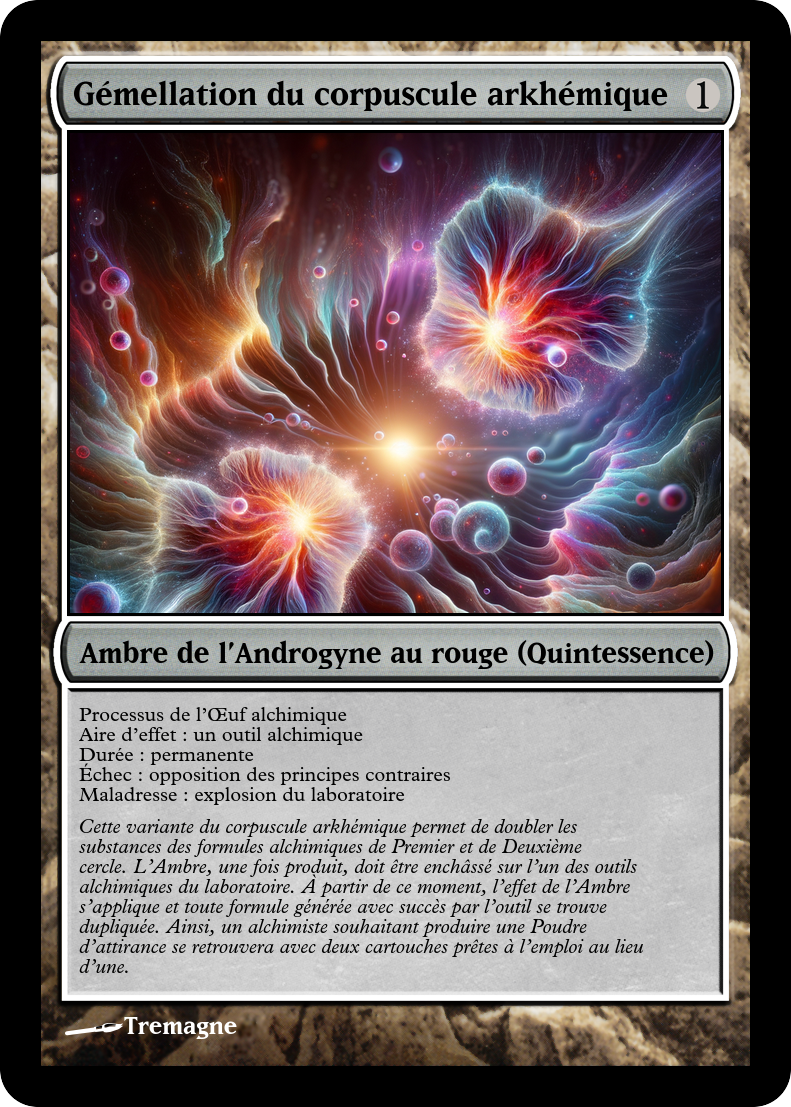 Gémellation du corpuscule arkhémique 1
Ambre de l'Androgyne au rouge (Quintessence)
Processus de l'Œuf alchimique
Aire d'effet : un outil alchimique
Durée : permanente
Échec : opposition des principes contraires
Maladresse : explosion du laboratoire
Cette variante du corpuscule arkhémique permet de doubler les
substances des formules alchimiques de Premier et de Deuxième
cercle. L'Ambre, une fois produit, doit être enchâssé sur l'un des outils
alchimiques du laboratoire. À partir de ce moment, l'effet de l'Ambre
s'applique et toute formule générée avec succès par l'outil se trouve
dupliquée. Ainsi, un alchimiste souhaitant produire une Poudre
d'attirance se retrouvera avec deux cartouches prêtes à l'emploi au lieu
d'une.
Tremagne